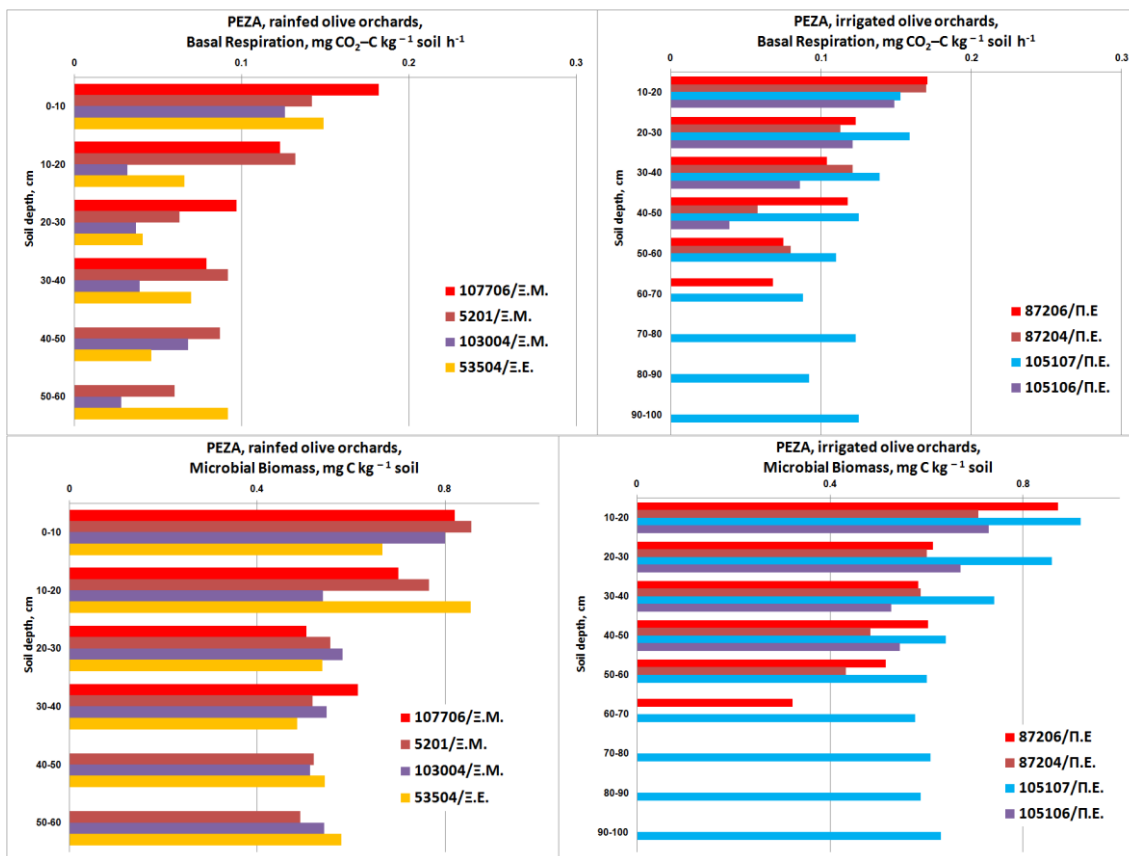 PEZA, rainfed olive orchards,
Basal Respiration, mg CO₂–C kg ⁻¹ soil h⁻¹
0
0.1
0.2
0.3
Soil depth, cm
0-10
10-20
20-30
30-40
40-50
50-60
107706/Ξ.Μ.
5201/Ξ.Μ.
103004/Ξ.Μ.
53504/Ξ.Ε.
PEZA, irrigated olive orchards,
Basal Respiration, mg CO₂–C kg ⁻¹ soil h⁻¹
0
0.1
0.2
0.3
Soil depth, cm
10-20
20-30
30-40
40-50
50-60
60-70
70-80
80-90
90-100
87206/Π.Ε
87204/Π.Ε.
105107/Π.Ε.
105106/Π.Ε.
PEZA, rainfed olive orchards,
Microbial Biomass, mg C kg ⁻¹ soil
0
0.4
0.8
Soil depth, cm
0-10
10-20
20-30
30-40
40-50
50-60
107706/Ξ.Μ.
5201/Ξ.Μ.
103004/Ξ.Μ.
53504/Ξ.Ε.
PEZA, irrigated olive orchards,
Microbial Biomass, mg C kg ⁻¹ soil
0
0.4
0.8
Soil depth, cm
10-20
20-30
30-40
40-50
50-60
60-70
70-80
80-90
90-100
87206/Π.Ε
87204/Π.Ε.
105107/Π.Ε.
105106/Π.Ε.